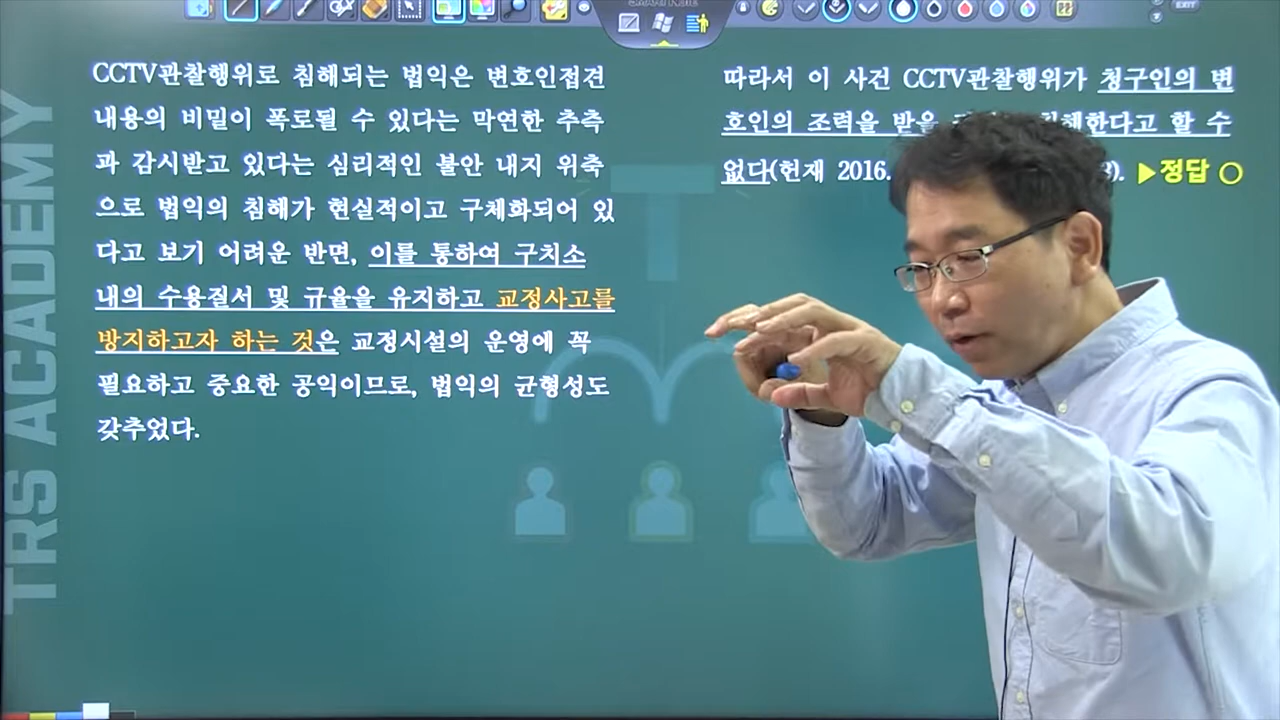 CCTV관찰행위로 침해되는 법익은 변호인접견
내용의 비밀이 폭로될 수 있다는 막연한 추측
과 감시받고 있다는 심리적인 불안 내지 위축
으로 법익의 침해가 현실적이고 구체화되어 있
다고 보기 어려운 반면, 이를 통하여 구치소
내의 수용질서 및 규율을 유지하고 교정사고를
방지하고자 하는 것은 교정시설의 운영에 꼭
필요하고 중요한 공익이므로, 법익의 균형성도
갖추었다.
따라서 이 사건 CCTV관찰행위가 청구인의 변
호인의 조력을 받을 한다고 할 수
없다(헌재 2016. ). ▶정답 ○
TRS ACADEMY
EXIT